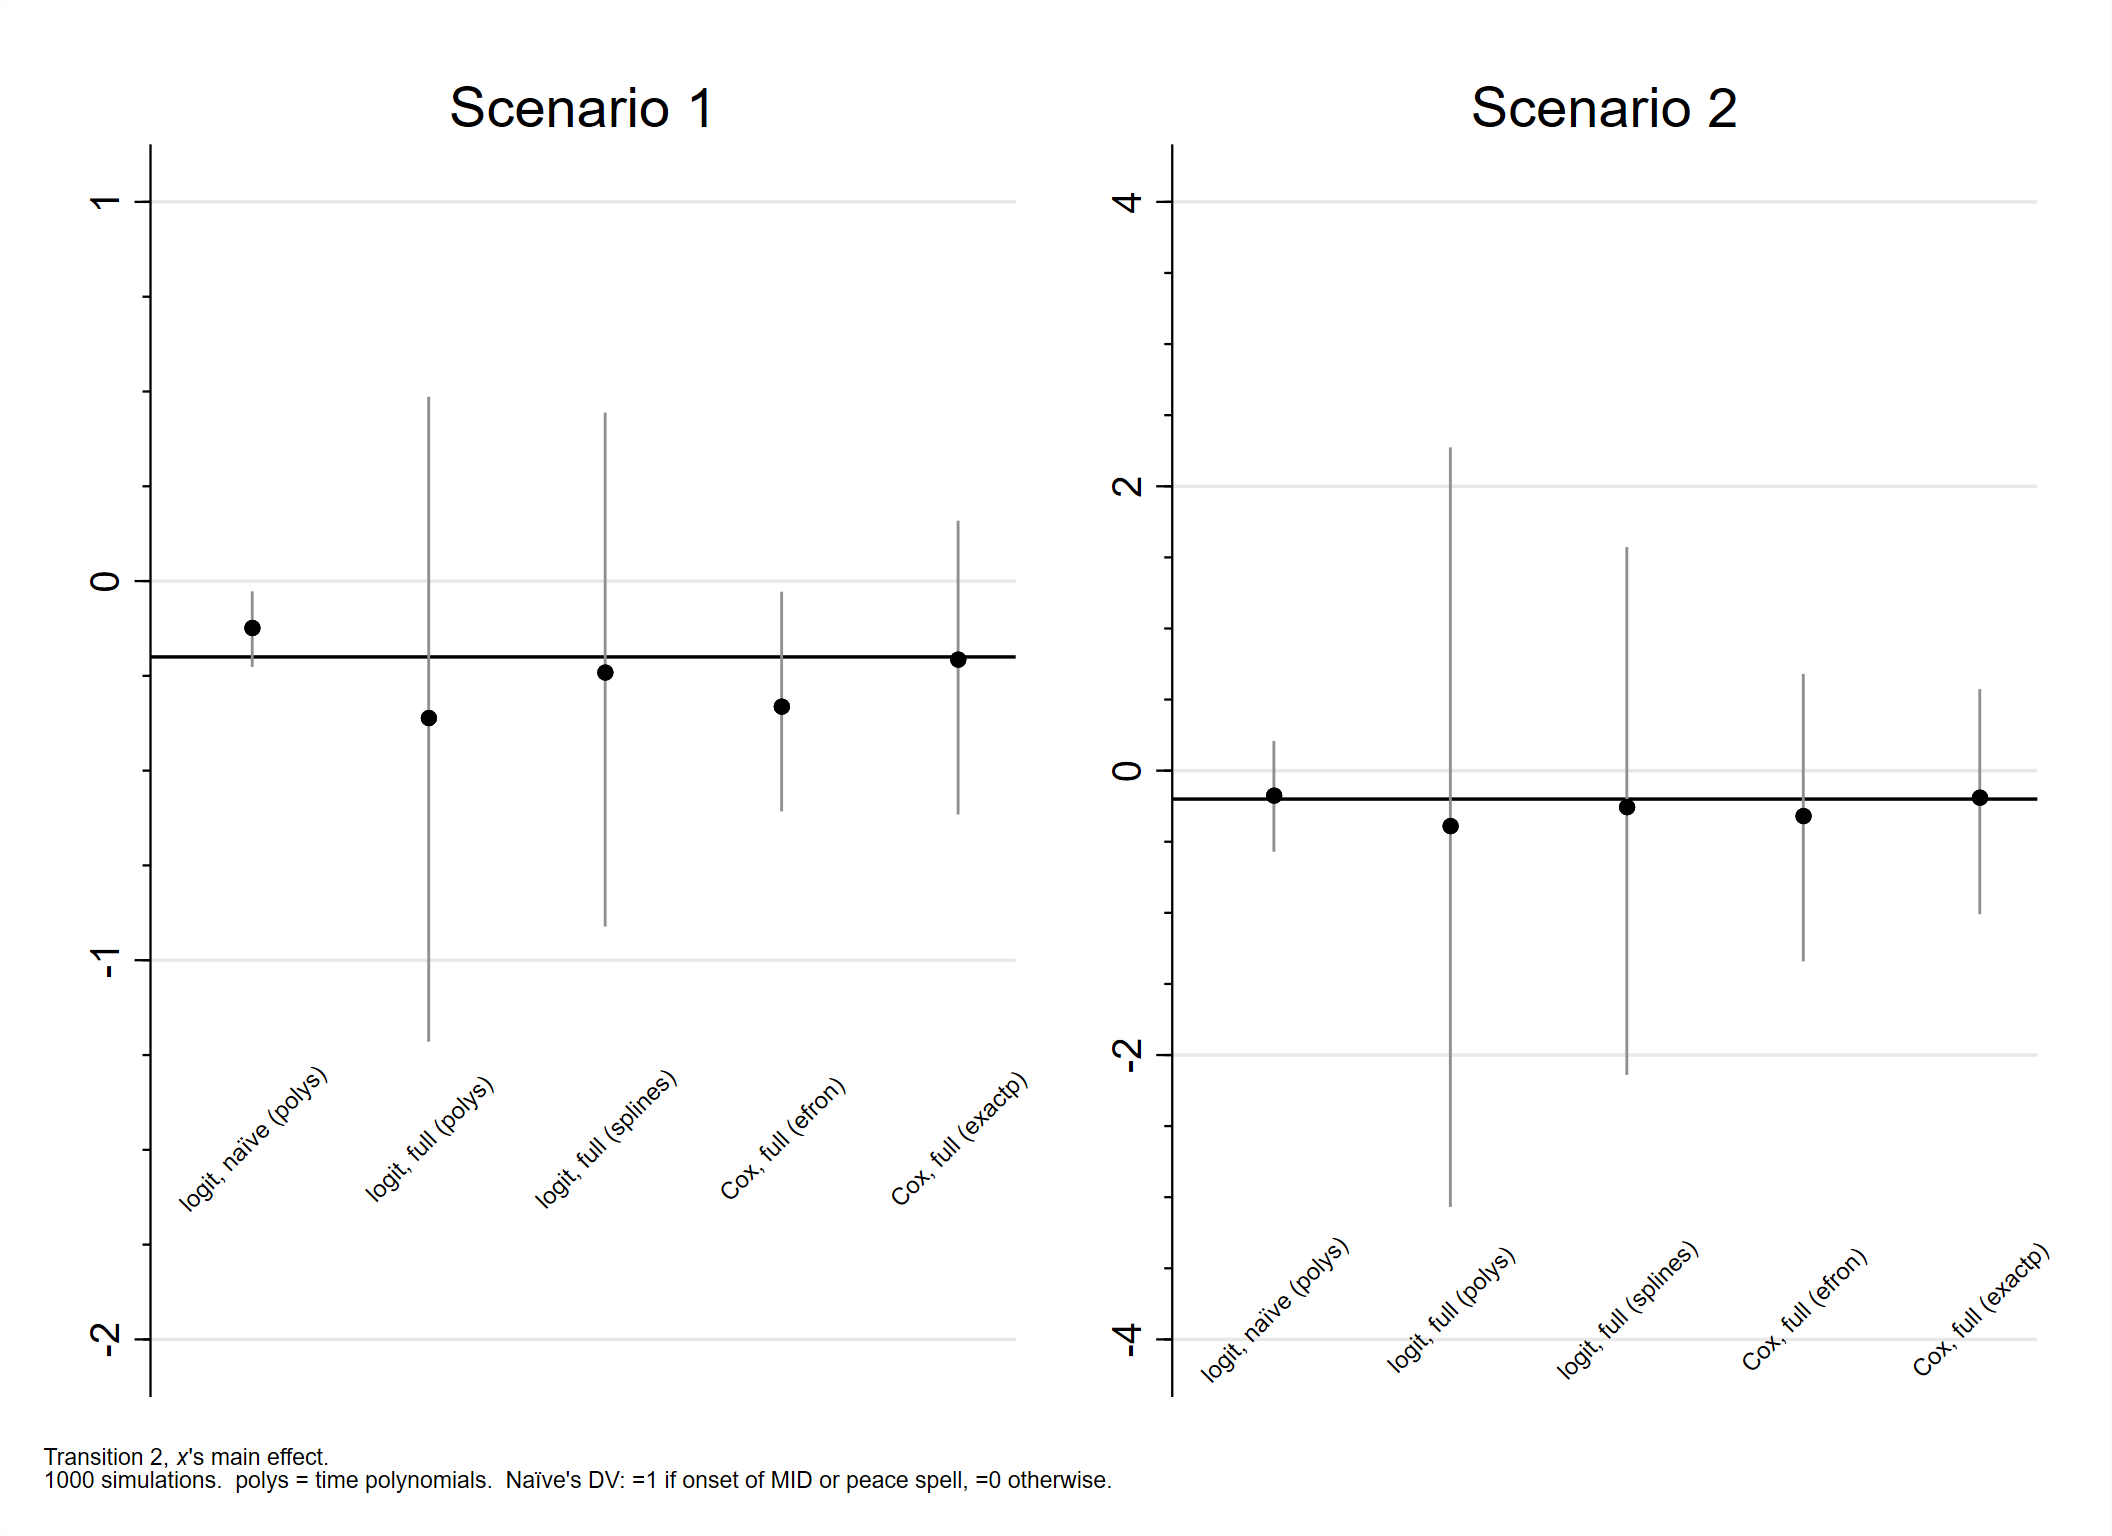 Scenario 1
1
0
-1
-2
logit, naïve (polys)
logit, full (polys)
logit, full (splines)
Cox, full (efron)
Cox, full (exactp)
Scenario 2
4
2
0
-2
-4
logit, naïve (polys)
logit, full (polys)
logit, full (splines)
Cox, full (efron)
Cox, full (exactp)
Transition 2, x's main effect.
1000 simulations.  polys = time polynomials.  Naïve's DV: =1 if onset of MID or peace spell, =0 otherwise.